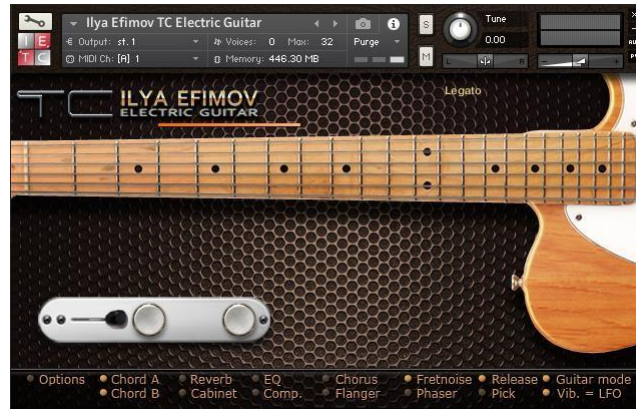 Ilya Efimov TC Electric Guitar
S
Tune
0.00
Output: st.1
Voices: 0 Max: 32
Purge
MIDI Ch: [A] 1
Memory: 446.30 MB
M
L
R
I E.
T C
TC ILYA EFIMOV
ELECTRIC GUITAR
Legato
Options Chord A Reverb EQ Chorus Fretnoise Release Guitar mode
Chord B Cabinet Comp. Flanger Phaser Pick Vib. = LFO